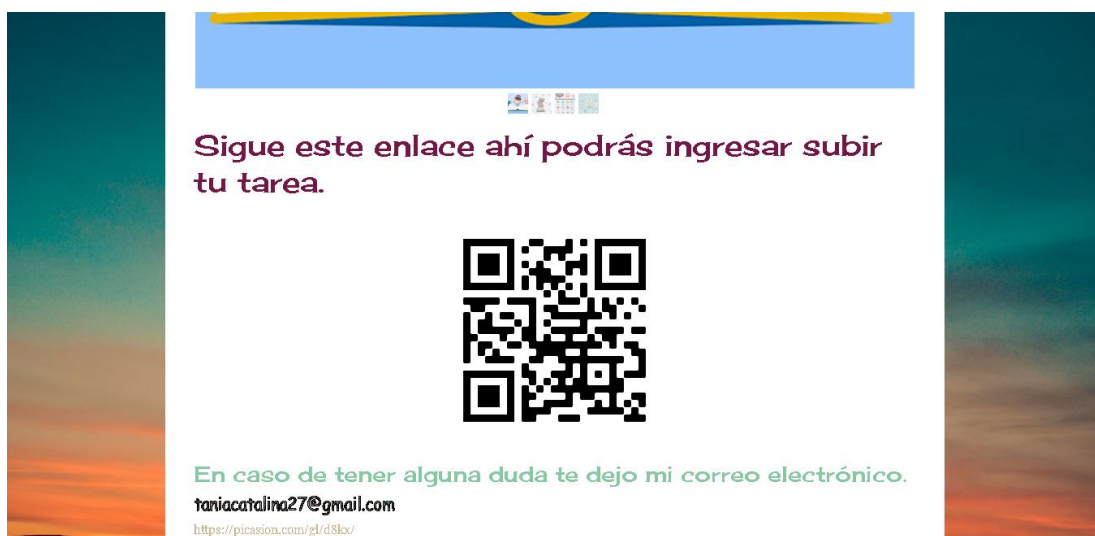 Sigue este enlace ahí podrás ingresar subir
tu tarea.
En caso de tener alguna duda te dejo mi correo electrónico.
taniacatalina27@gmail.com
https://picasion.com/gl/d8kx/